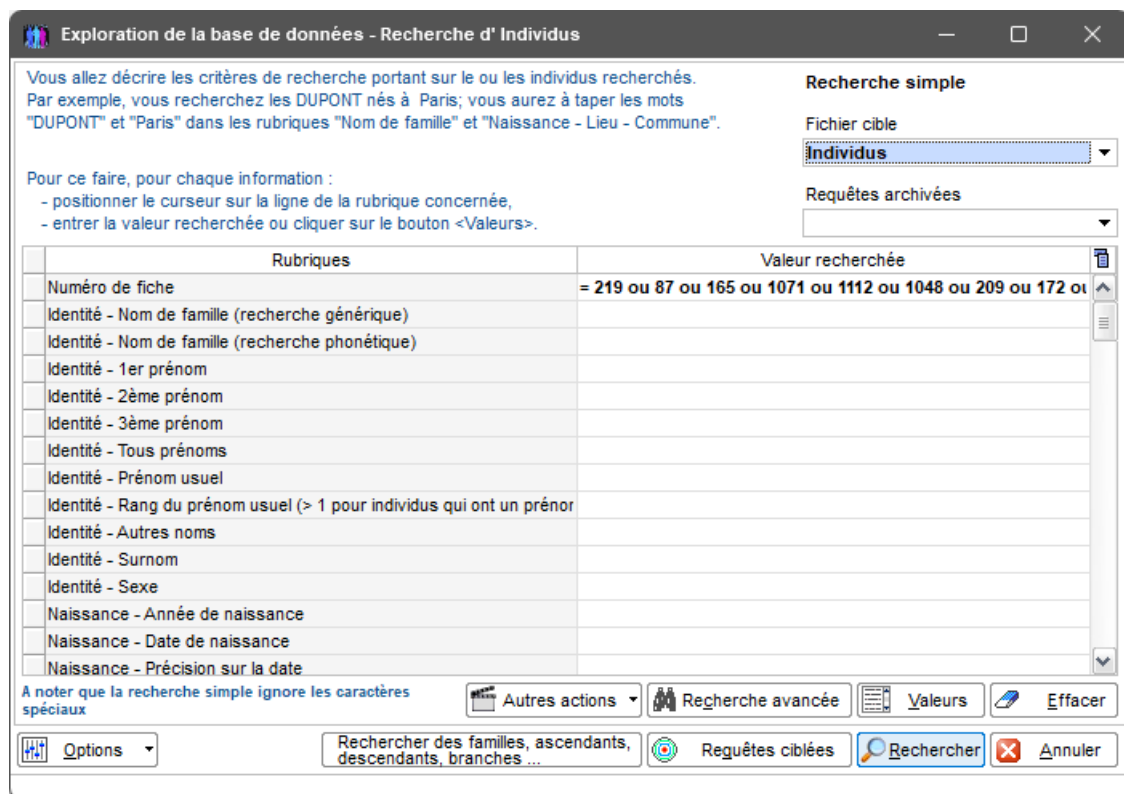 Exploration de la base de données - Recherche d' Individus
Vous allez décrire les critères de recherche portant sur le ou les individus recherchés.
Par exemple, vous recherchez les DUPONT nés à Paris; vous aurez à taper les mots
"DUPONT" et "Paris" dans les rubriques "Nom de famille" et "Naissance - Lieu - Commune".
Pour ce faire, pour chaque information :
- positionner le curseur sur la ligne de la rubrique concernée,
- entrer la valeur recherchée ou cliquer sur le bouton <Valeurs>.
Recherche simple
Fichier cible
Individus
Requêtes archivées
Rubriques Valeur recherchée
Numéro de fiche = 219 ou 87 ou 165 ou 1071 ou 1112 ou 1048 ou 209 ou 172 ou
Identité - Nom de famille (recherche générique)
Identité - Nom de famille (recherche phonétique)
Identité - 1er prénom
Identité - 2ème prénom
Identité - 3ème prénom
Identité - Tous prénoms
Identité - Prénom usuel
Identité - Rang du prénom usuel (> 1 pour individus qui ont un prénor
Identité - Autres noms
Identité - Surnom
Identité - Sexe
Naissance - Année de naissance
Naissance - Date de naissance
Naissance - Précision sur la date
A noter que la recherche simple ignore les caractères
spéciaux
Autres actions Recherche avancée Valeurs Effacer
Options Rechercher des familles, ascendants,
descendants, branches ...
Requêtes ciblées Rechercher Annuler